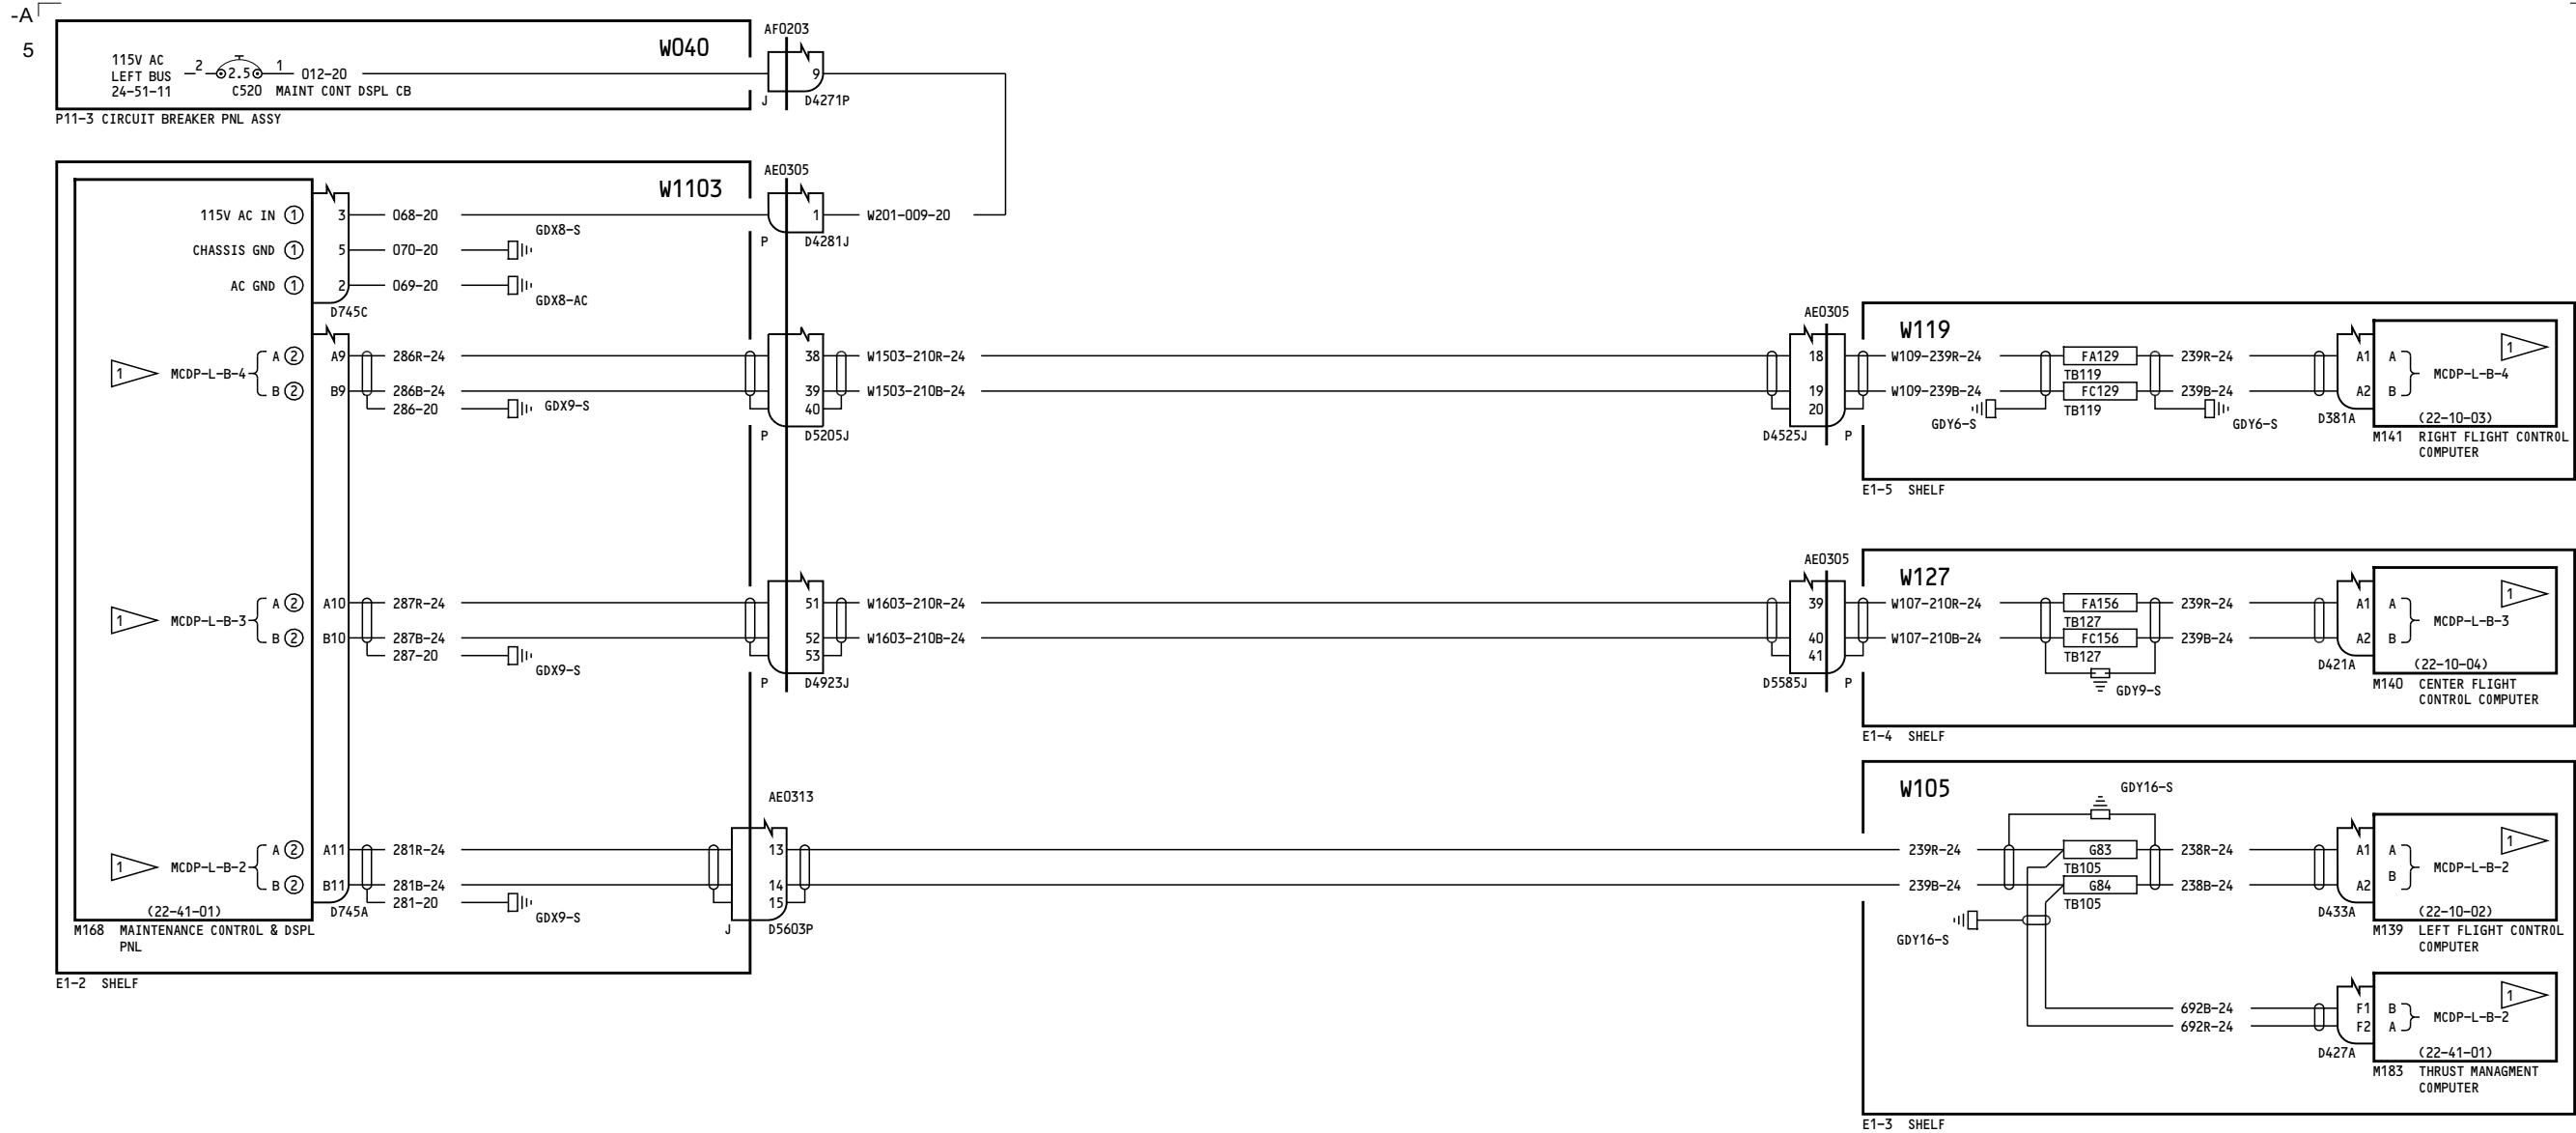 -A
5
W040
AF0203
115V AC
LEFT BUS
24-51-11
2
2.5
1
012-20
C520 MAINT CONT DSPL CB
9
J
D4271P
P11-3 CIRCUIT BREAKER PNL ASSY
W1103
AE0305
115V AC IN 1
3
068-20
1
W201-009-20
GDX8-S
P
D4281J
CHASSIS GND 1
5
070-20
AC GND 1
2
069-20
GDX8-AC
D745C
1
MCDP-L-B-4
A 2
B 2
A9
B9
286R-24
286B-24
286-20
GDX9-S
38
39
40
P
D5205J
W1503-210R-24
W1503-210B-24
AE0305
18
19
20
D4525J
P
W119
W109-239R-24
W109-239B-24
FA129
TB119
FC129
TB119
GDY6-S
239R-24
239B-24
GDY6-S
A1
A2
D381A
A
B
MCDP-L-B-4
1
(22-10-03)
M141 RIGHT FLIGHT CONTROL
COMPUTER
E1-5 SHELF
1
MCDP-L-B-3
A 2
B 2
A10
B10
287R-24
287B-24
287-20
GDX9-S
51
52
53
P
D4923J
W1603-210R-24
W1603-210B-24
AE0305
39
40
41
D5585J
P
W127
W107-210R-24
W107-210B-24
FA156
TB127
FC156
TB127
GDY9-S
239R-24
239B-24
A1
A2
D421A
A
B
MCDP-L-B-3
1
(22-10-04)
M140 CENTER FLIGHT
CONTROL COMPUTER
E1-4 SHELF
1
MCDP-L-B-2
A 2
B 2
A11
B11
D745A
(22-41-01)
M168 MAINTENANCE CONTROL & DSPL
PNL
281R-24
281B-24
281-20
GDX9-S
AE0313
13
14
15
J
D5603P
E1-2 SHELF
W105
GDY16-S
239R-24
239B-24
G83
TB105
G84
TB105
GDY16-S
238R-24
238B-24
A1
A2
D433A
A
B
MCDP-L-B-2
1
(22-10-02)
M139 LEFT FLIGHT CONTROL
COMPUTER
692B-24
692R-24
F1
F2
D427A
B
A
MCDP-L-B-2
1
(22-41-01)
M183 THRUST MANAGMENT
COMPUTER
E1-3 SHELF